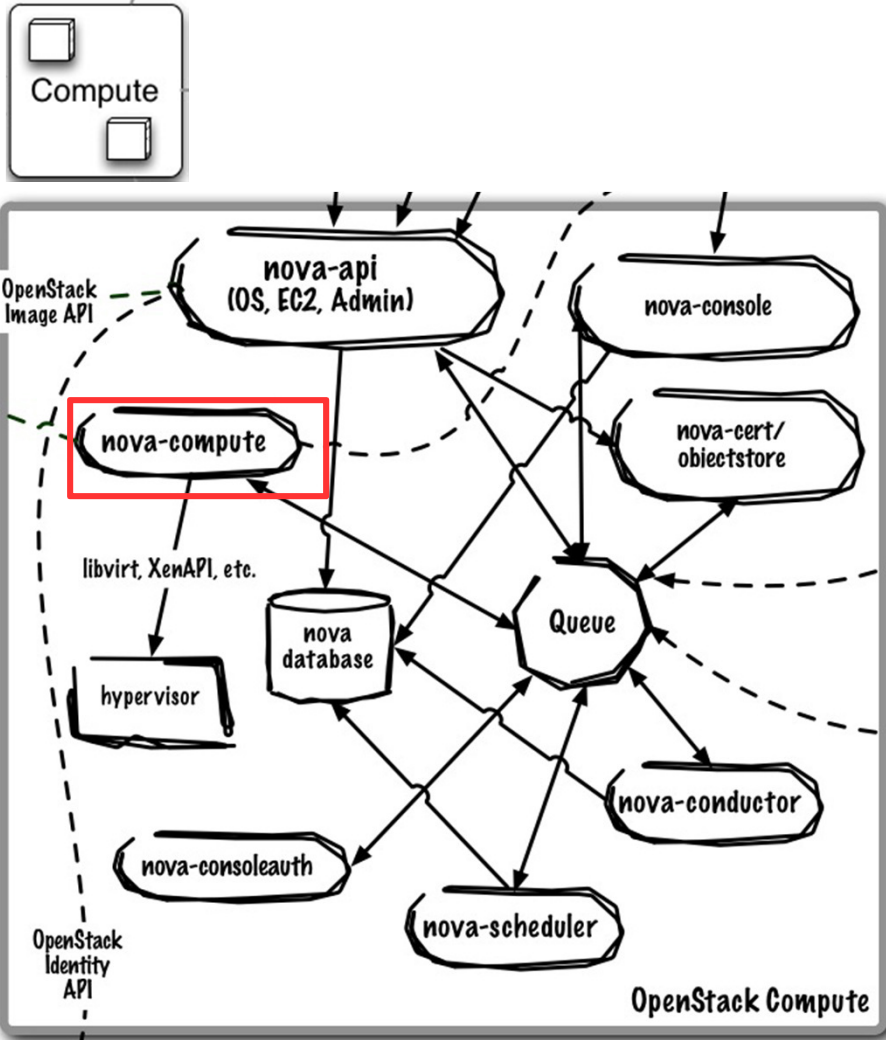 Compute
nova-api
(OS, EC2, Admin)
OpenStack
Image API
nova-console
nova-compute
nova-cert/
objectstore
libvirt, XenAPI, etc.
nova
database
Queue
hypervisor
nova-conductor
nova-consoleauth
nova-scheduler
OpenStack
Identity
API
OpenStack Compute